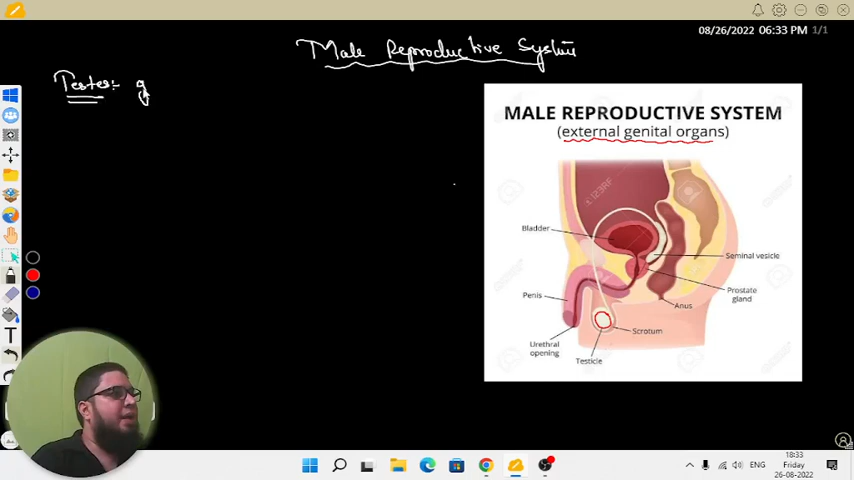 08/26/2022 06:33 PM 1/1
Male Reproductive System
Testes:- g
MALE REPRODUCTIVE SYSTEM
(external genital organs)
©123RF
Bladder
Seminal vesicle
Prostate
gland
Penis
Anus
Scrotum
Urethral
opening
Testicle
T
ENG
18:33
Friday
26-08-2022